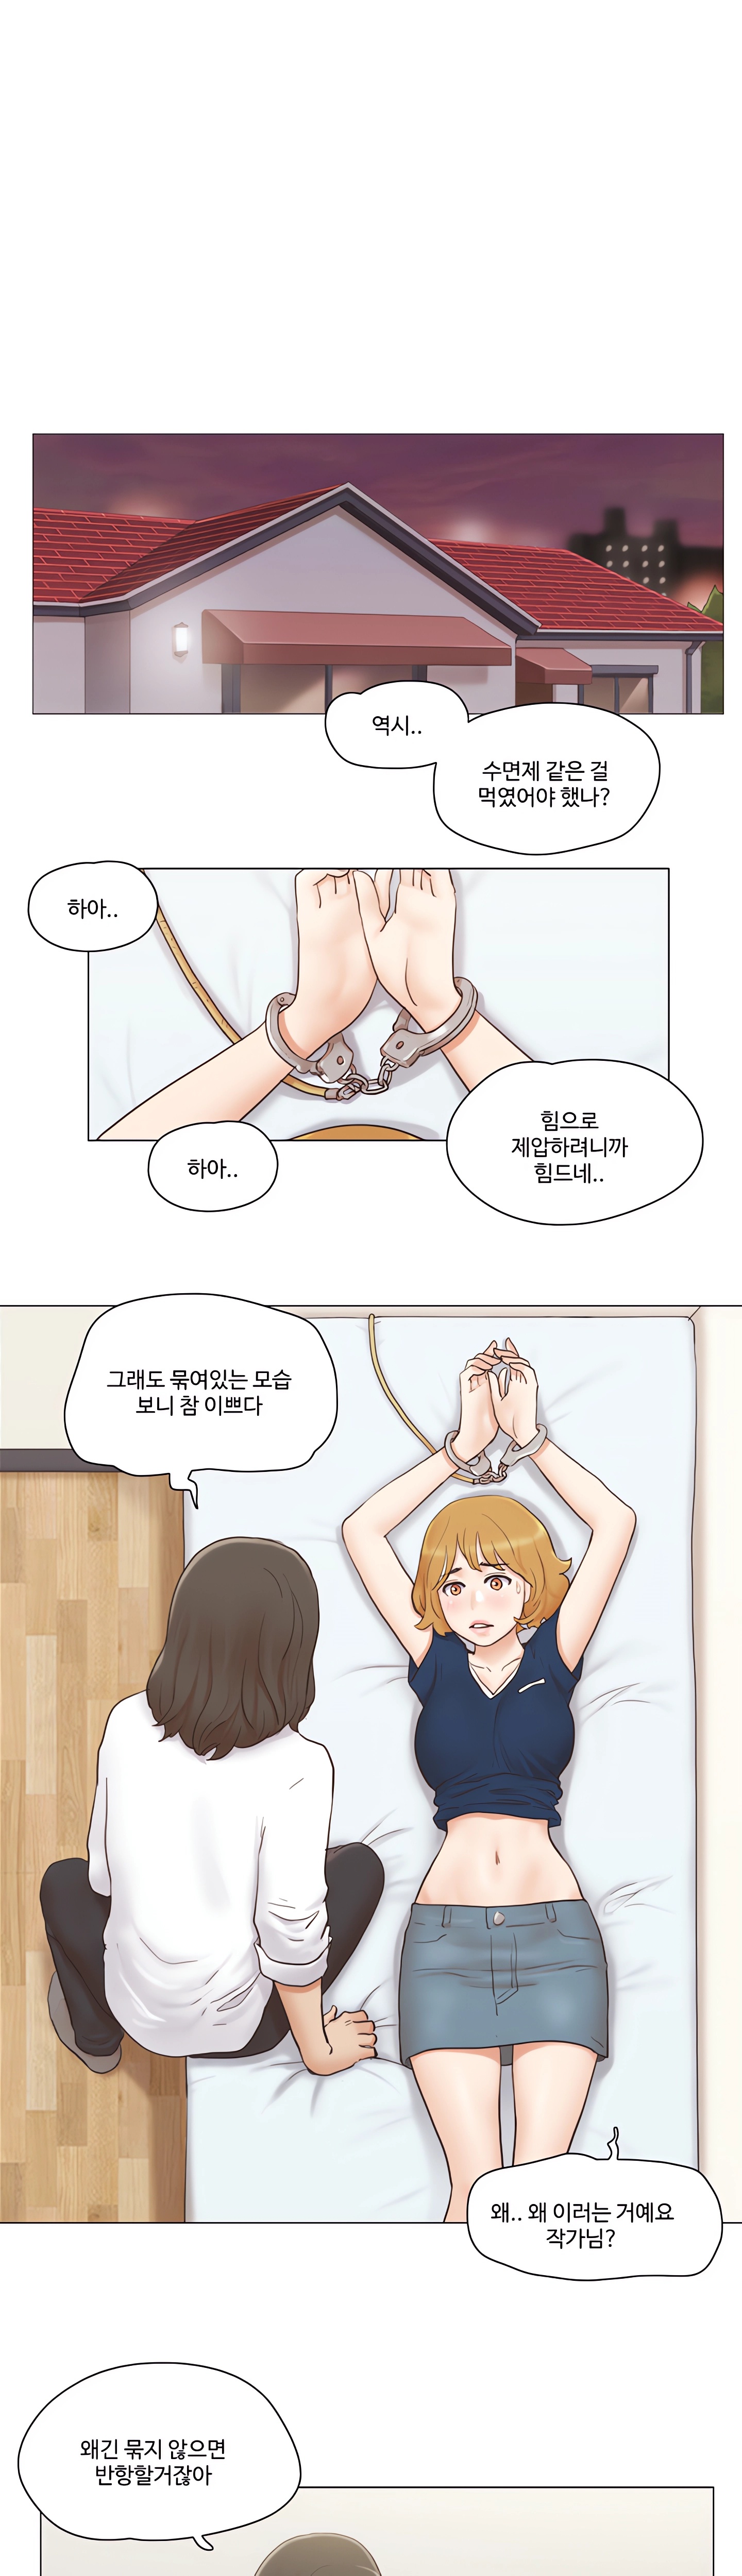 역시..
수면제 같은 걸
먹였어야 했나?
하아..
힘으로
제압하려니까
힘드네..
하아..
그래도 묶여있는 모습
보니 참 이쁘다
왜.. 왜 이러는 거예요
작가님?
왜긴 묶지 않으면
반항할거잖아